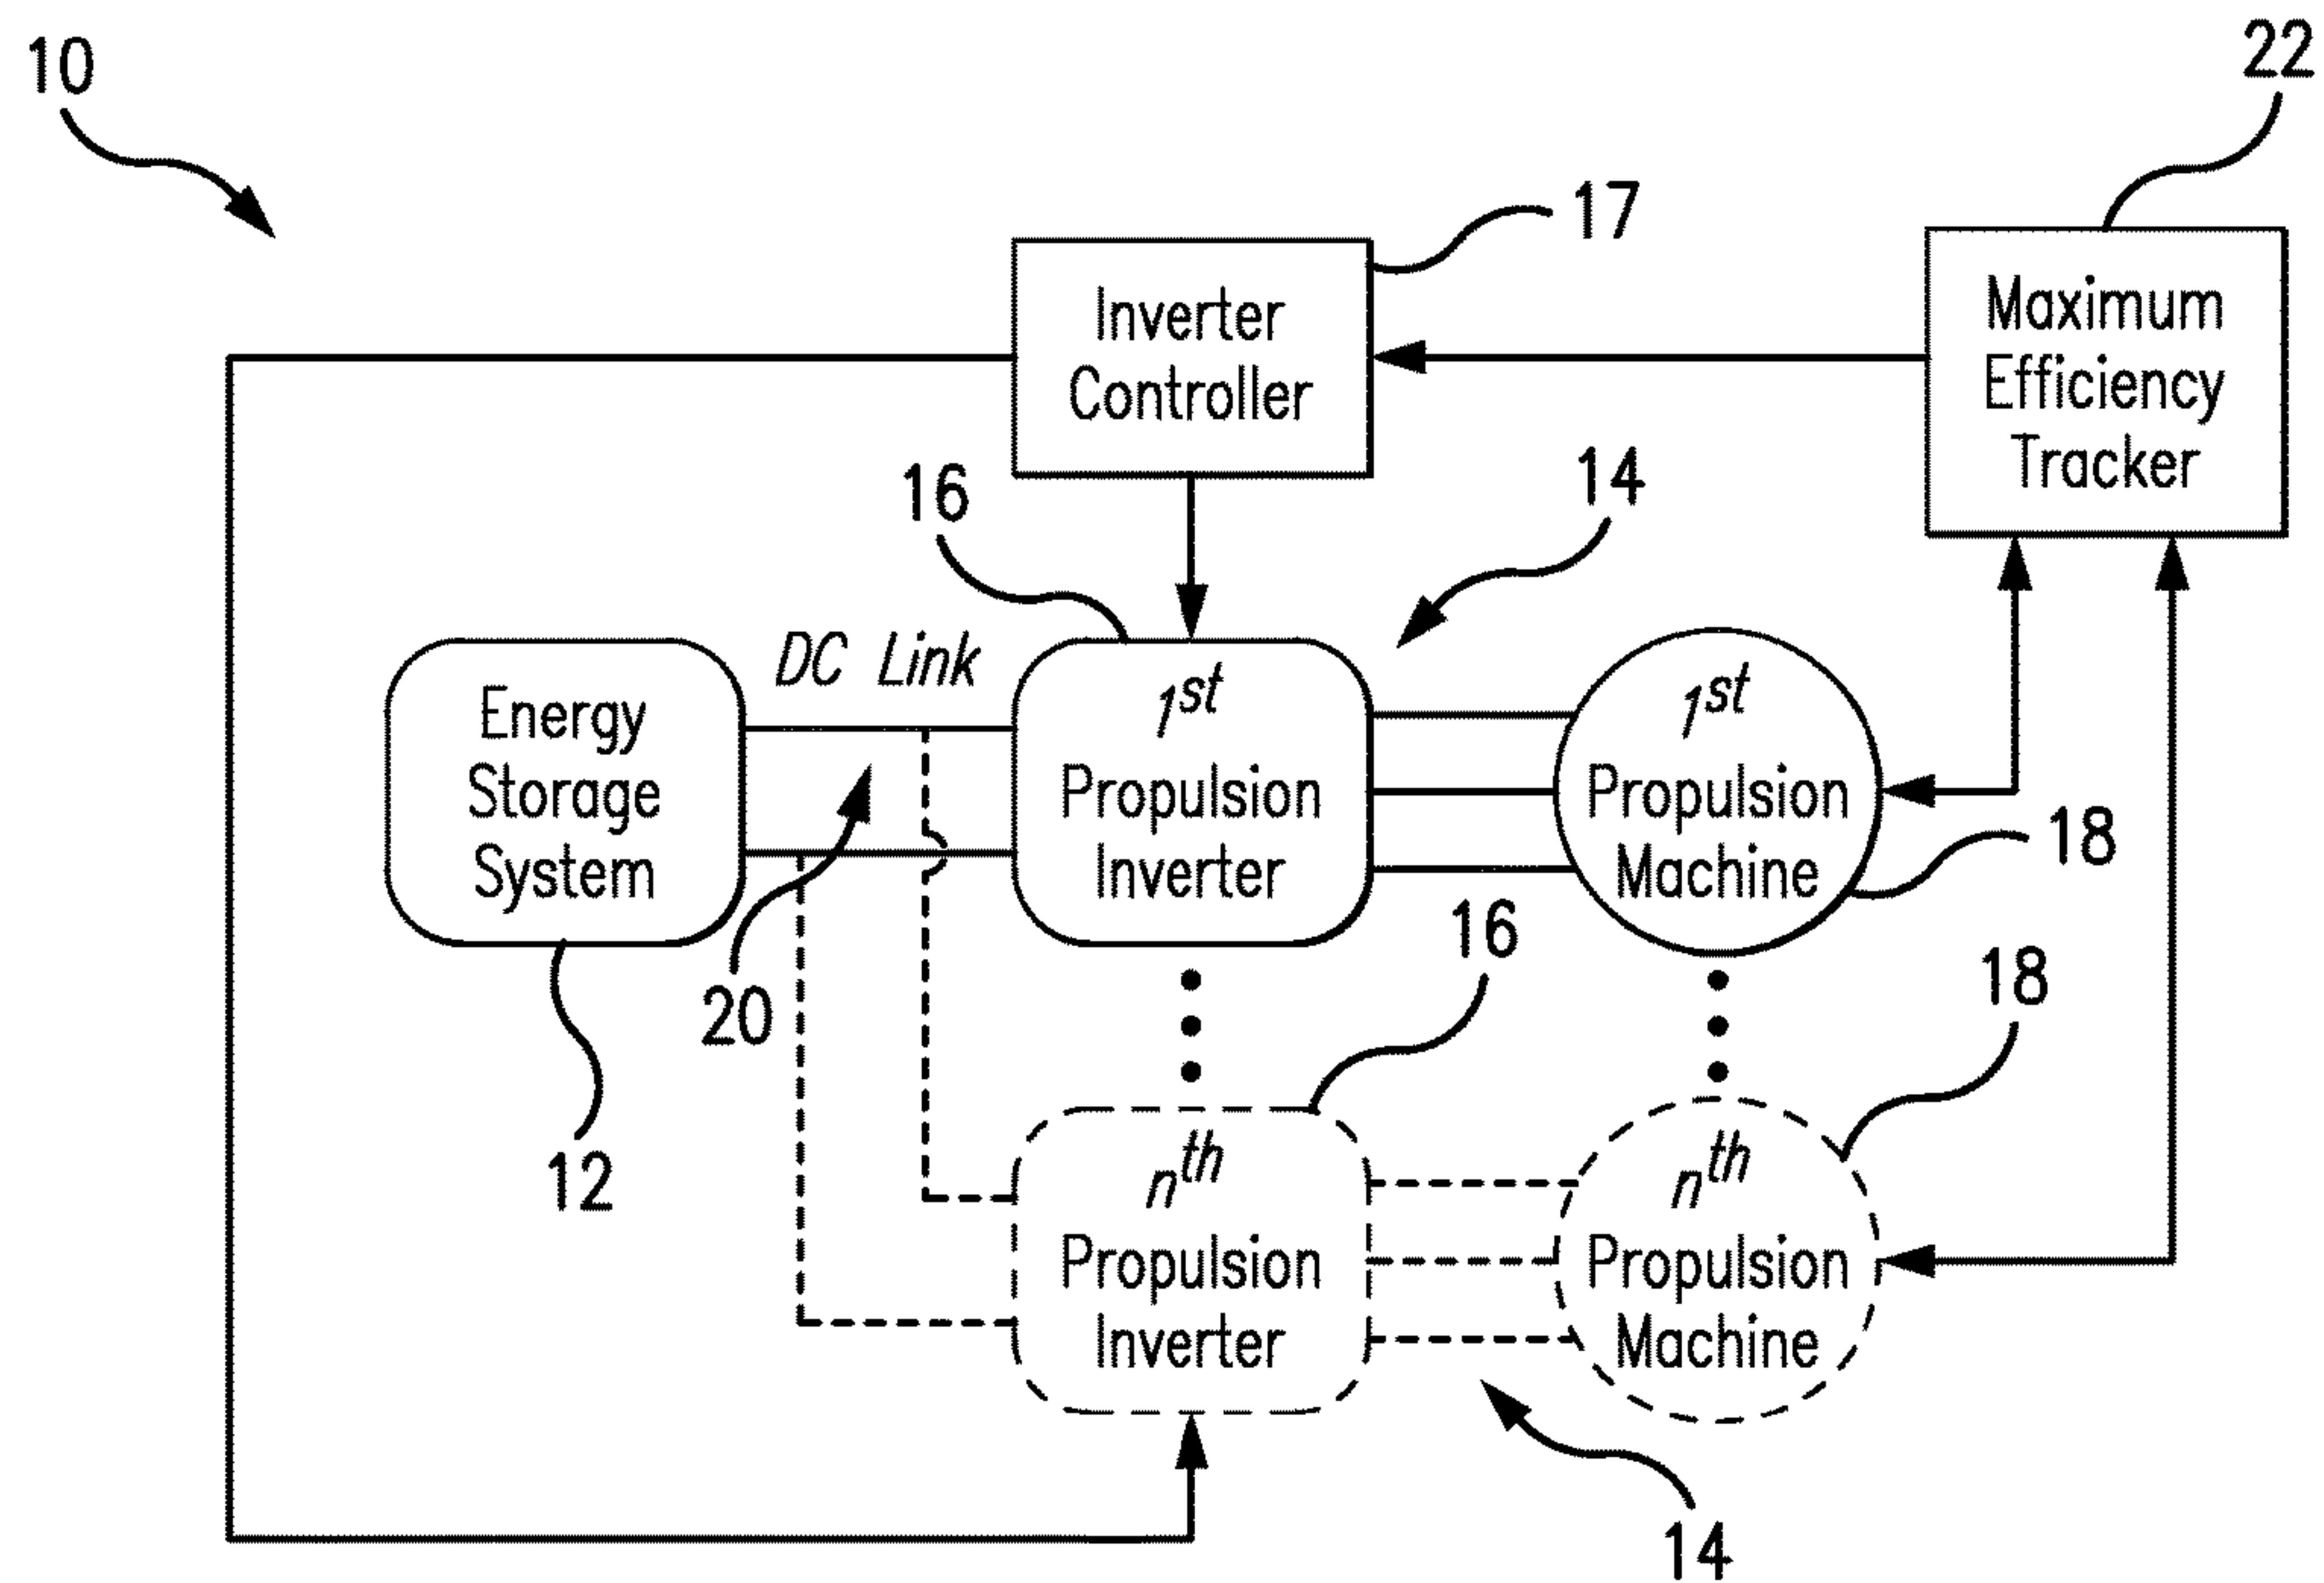 10
22
17
Inverter
Controller
Maximum
Efficiency
Tracker
16
14
DC Link
Energy
Storage
System
1st
Propulsion
Inverter
1st
Propulsion
Machine
18
20
12
16
18
nth
Propulsion
Inverter
nth
Propulsion
Machine
14